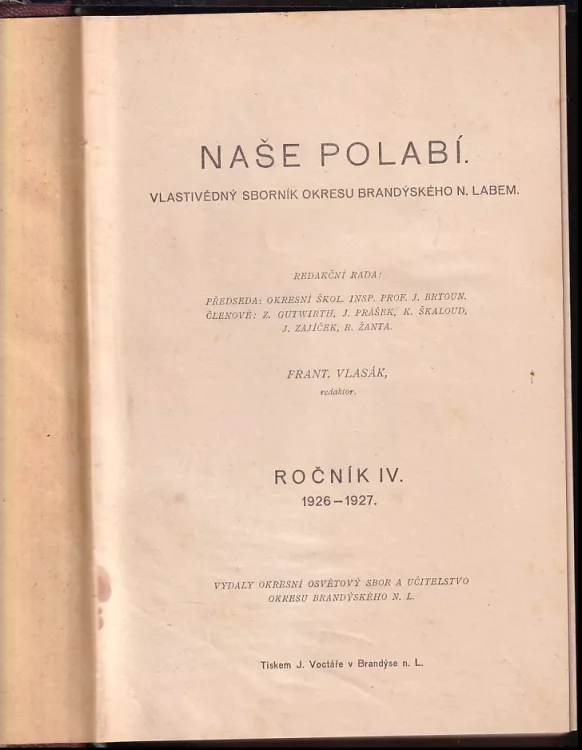 NAŠE POLABÍ.
VLASTIVĚDNÝ SBORNÍK OKRESU BRANDÝSKÉHO N. LABEM.
REDAKČNÍ RADA:
PŘEDSEDA: OKRESNÍ ŠKOL. INSP. PROF. J. BRTOUN.
ČLENOVÉ: Z. GUTWIRTH, J. PRÁŠEK, K. ŠKALOUD,
J. ZAJÍČEK, R. ŽANTA.
FRANT. VLASÁK,
redaktor.
ROČNÍK IV.
1926–1927.
VYDALY OKRESNÍ OSVĚTOVÝ SBOR A UČITELSTVO
OKRESU BRANDÝSKÉHO N. L.
Tiskem J. Voctáře v Brandýse n. L.